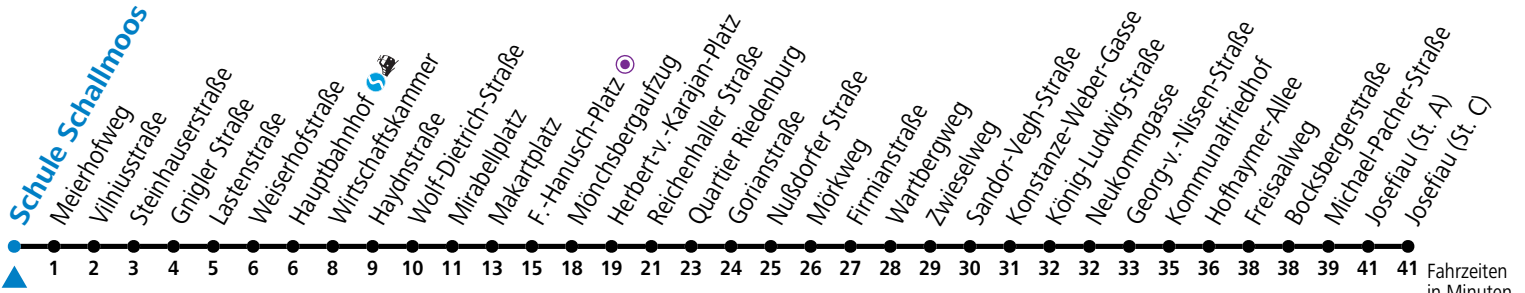 Schule Schallmoos
Meierhofweg
Vilniusstraße
Steinhauserstraße
Gnigler Straße
Lastenstraße
Weiserhofstraße
Hauptbahnhof
Wirtschaftskammer
Haydnstraße
Wolf-Dietrich-Straße
Mirabellplatz
Makartplatz
F.-Hanusch-Platz
Mönchsbergaufzug
Herbert-v.-Karajan-Platz
Reichenhaller Straße
Quartier Riedenburg
Gorianstraße
Nußdorfer Straße
Mörkweg
Firmianstraße
Wartbergweg
Zwieselweg
Sandor-Vegh-Straße
Konstanze-Weber-Gasse
König-Ludwig-Straße
Neukommgasse
Georg-v.-Nissen-Straße
Kommunalfriedhof
Hofhaymer-Allee
Freisaalweg
Bocksbergerstraße
Michael-Pacher-Straße
Josefiau (St. A)
Josefiau (St. C)
1 2 3 4 5 6 6 8 9 10 11 13 15 18 19 21 23 24 25 26 27 28 29 30 31 32 32 33 35 36 38 38 39 41 41 Fahrzeiten
in Minuten